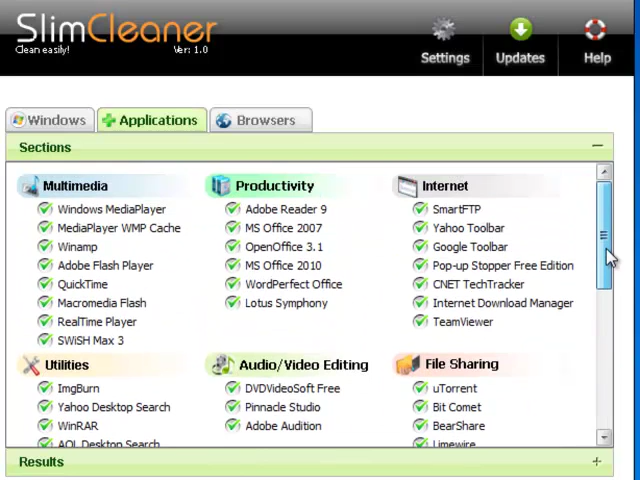 SlimCleaner
Clean easily!
Ver: 1.0
Settings
Updates
Help
Windows
Applications
Browsers
Sections
Multimedia
Windows MediaPlayer
MediaPlayer WMP Cache
Winamp
Adobe Flash Player
QuickTime
Macromedia Flash
RealTime Player
SWiSH Max 3
Productivity
Adobe Reader 9
MS Office 2007
OpenOffice 3.1
MS Office 2010
WordPerfect Office
Lotus Symphony
Internet
SmartFTP
Yahoo Toolbar
Google Toolbar
Pop-up Stopper Free Edition
CNET TechTracker
Internet Download Manager
TeamViewer
Utilities
ImgBurn
Yahoo Desktop Search
WinRAR
AOL Desktop Search
Audio/Video Editing
DVDVideoSoft Free
Pinnacle Studio
Adobe Audition
File Sharing
uTorrent
Bit Comet
BearShare
Limewire
Results